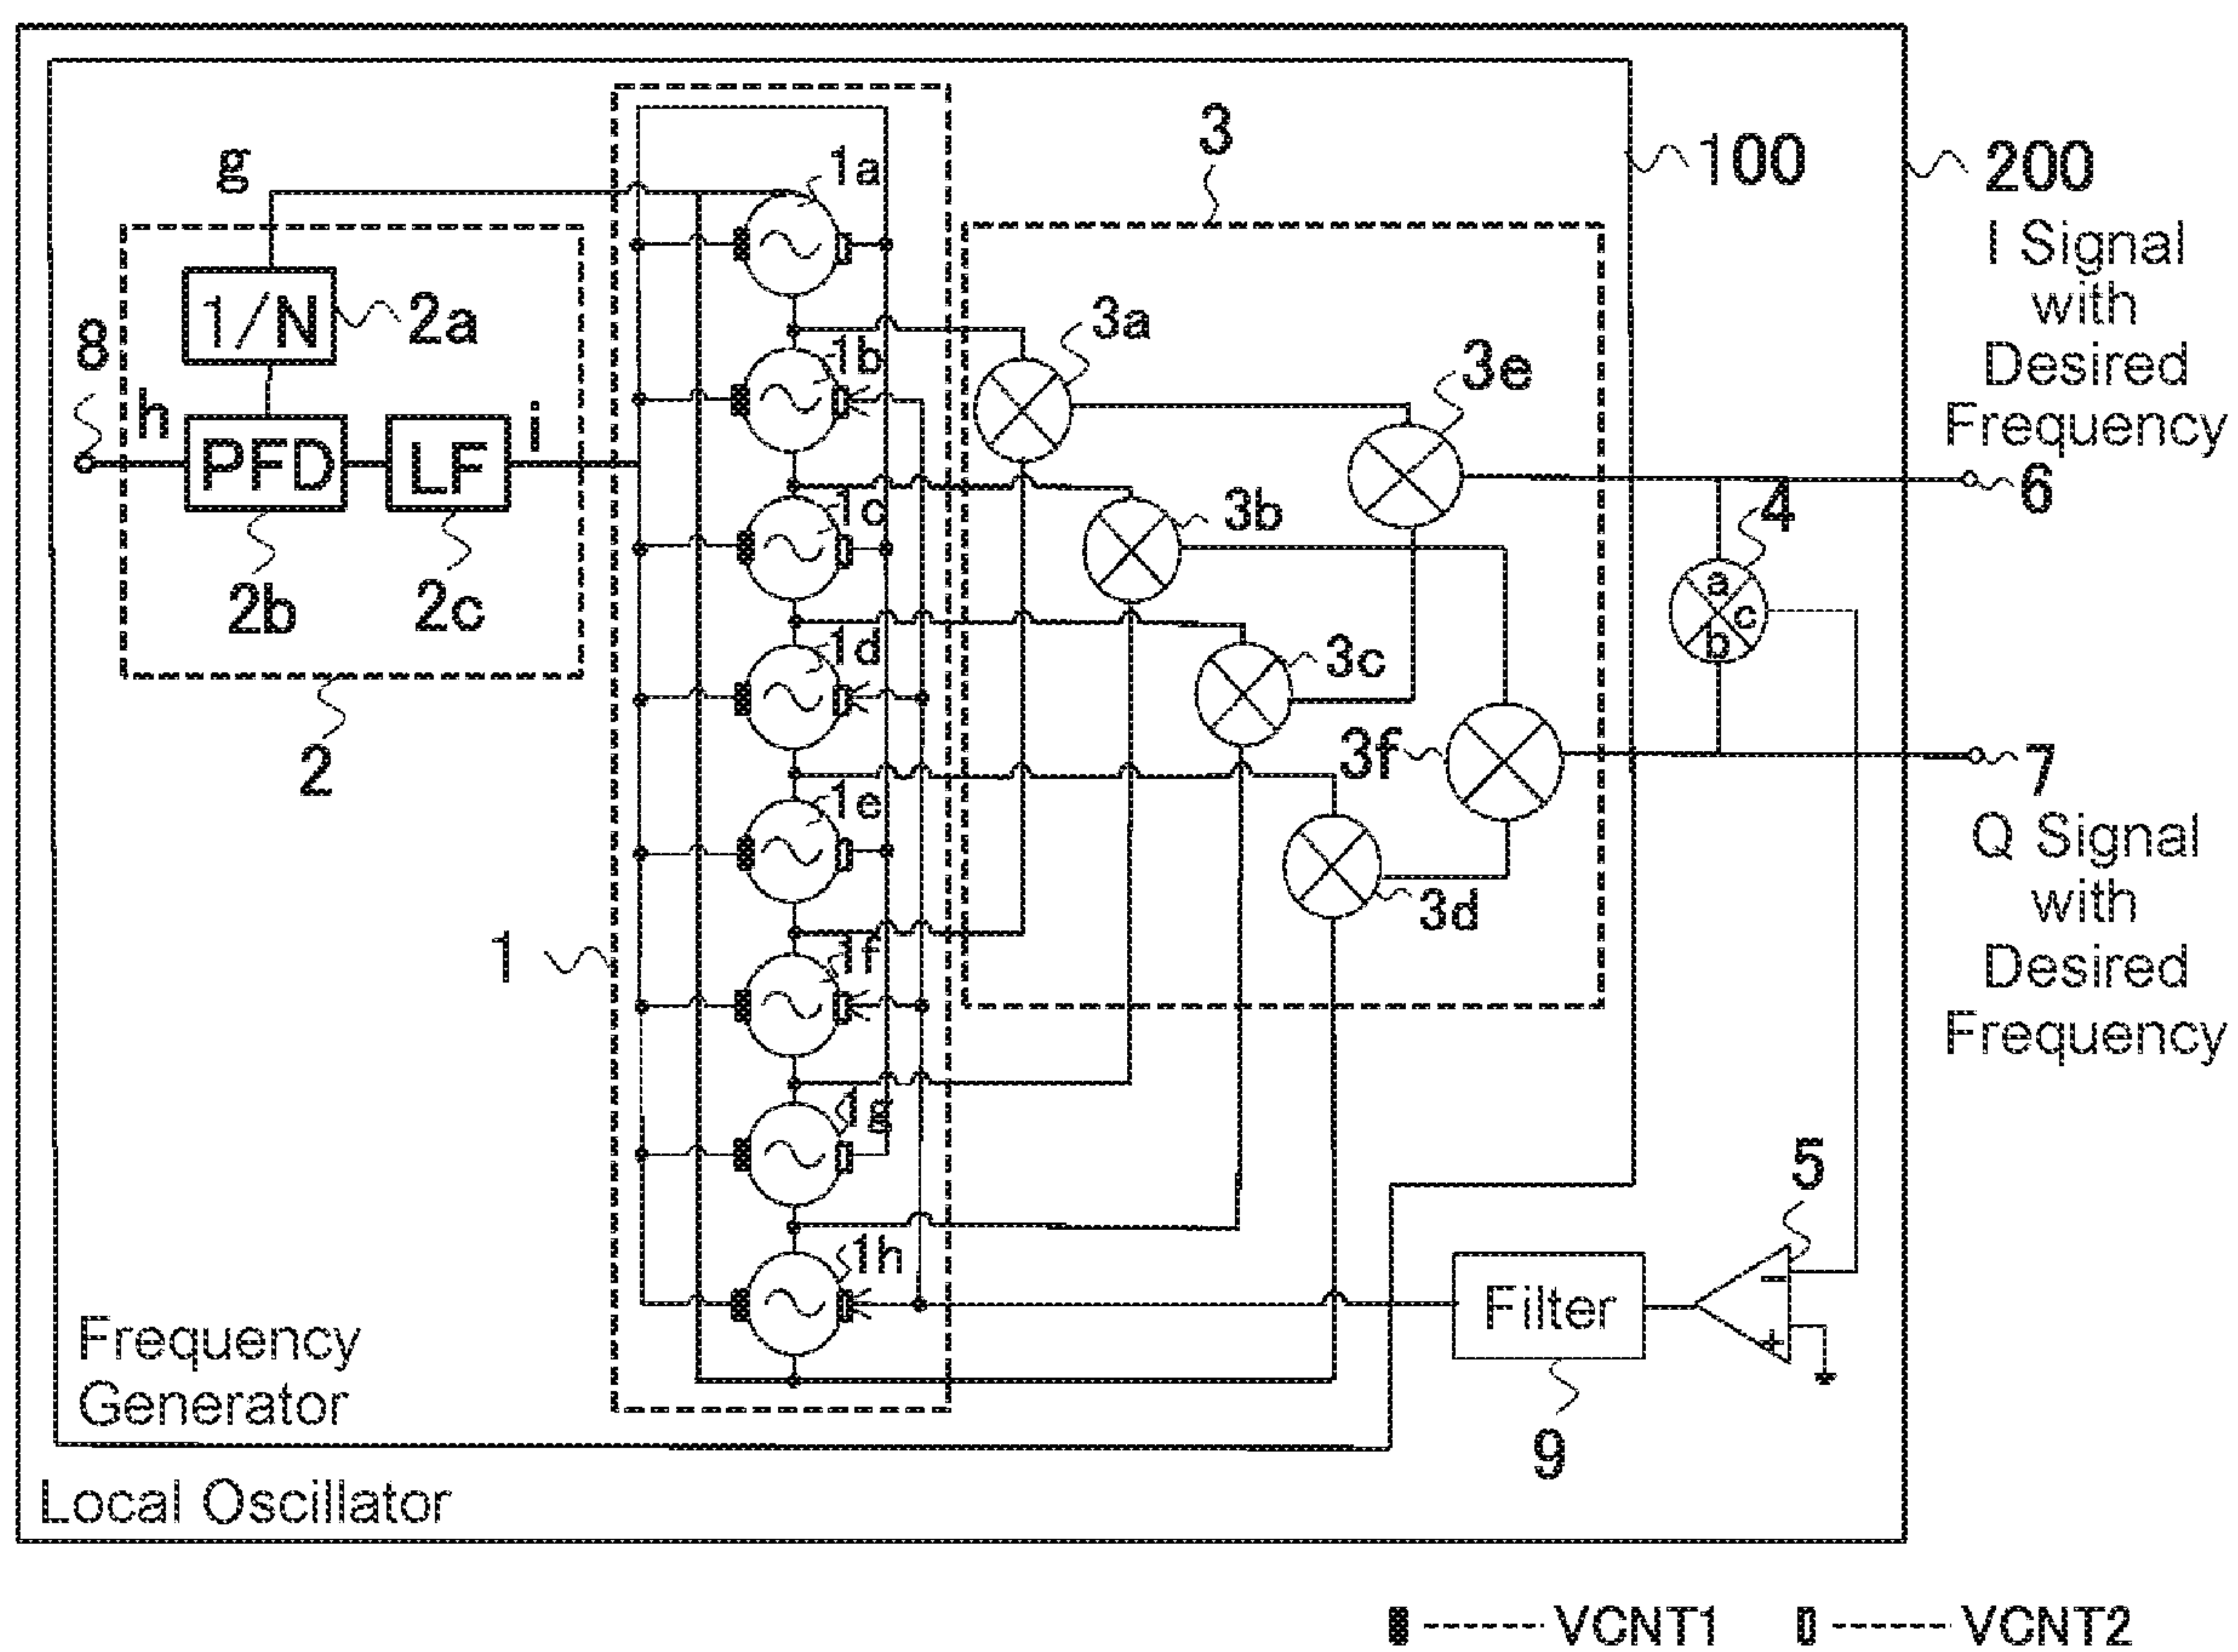 3
100
200
I Signal
with
Desired
Frequency
6
g
1a
1/N
2a
8
h
PFD
LF
i
2b
2c
2
1b
1c
1d
1e
1f
1g
1h
1
3a
3b
3c
3d
3e
3f
4
a
c
b
7
Q Signal
with
Desired
Frequency
5
−
+
Filter
9
Frequency
Generator
Local Oscillator
VCNT1 VCNT2